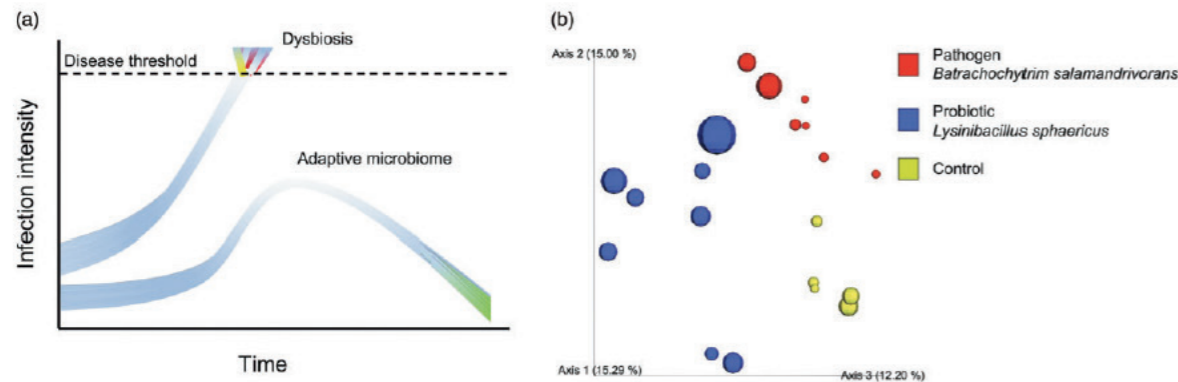 (a)
Dysbiosis
Disease threshold
Adaptive microbiome
Infection intensity
Time
(b)
Axis 2 (15.00 %)
Pathogen
Batrachochytrim salamandrivorans
Probiotic
Lysinibacillus sphaericus
Control
Axis 1 (15.29 %)
Axis 3 (12.20 %)